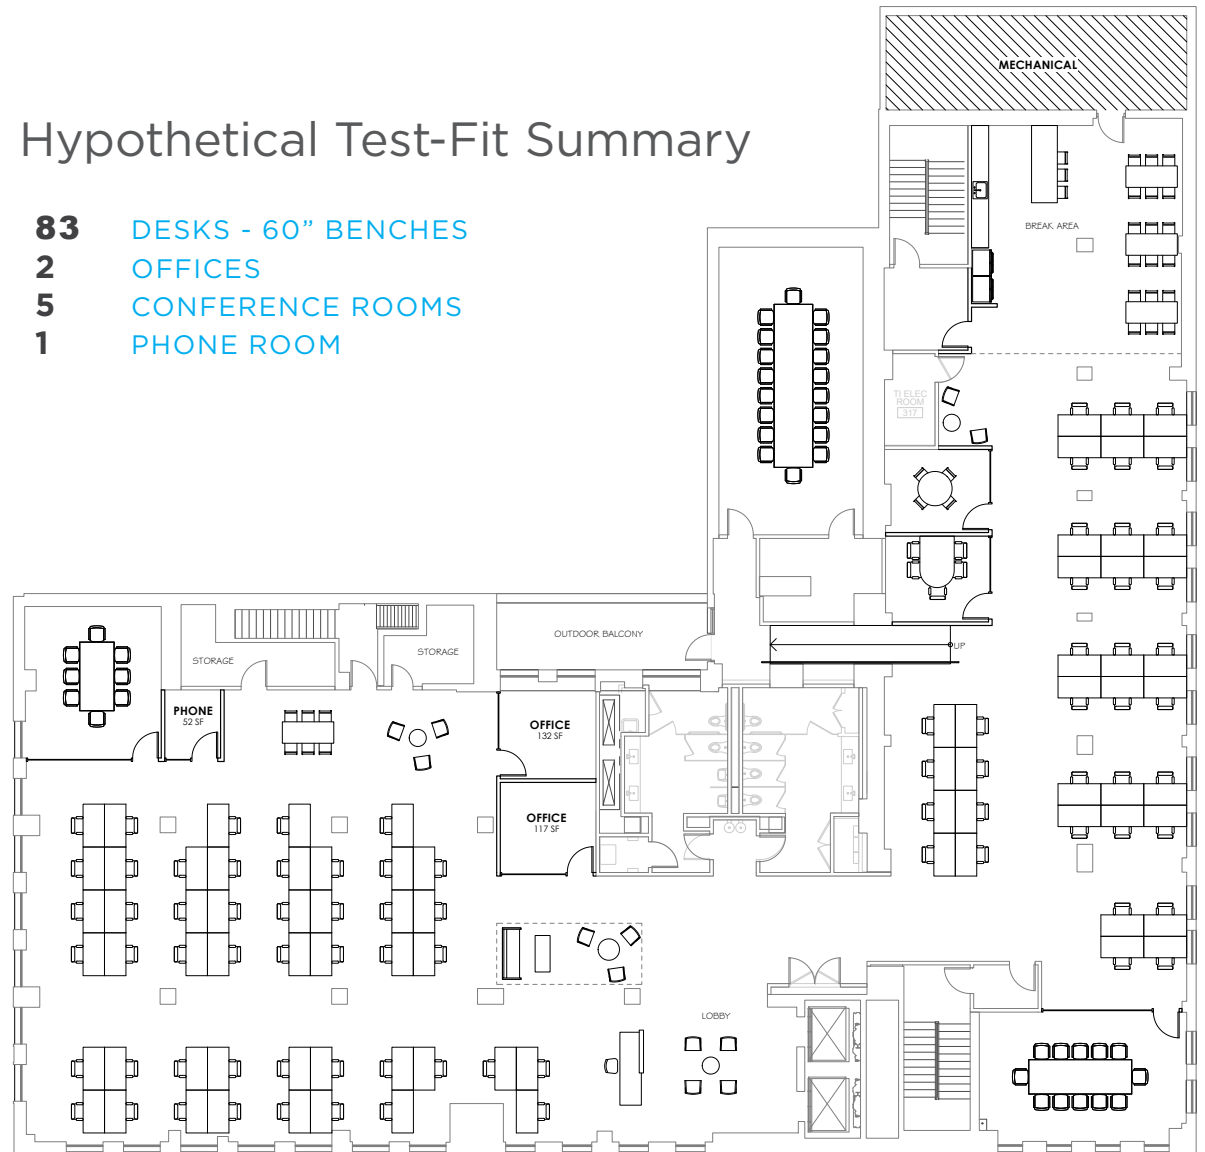 Hypothetical Test-Fit Summary
83 DESKS - 60” BENCHES
2 OFFICES
5 CONFERENCE ROOMS
1 PHONE ROOM
MECHANICAL
BREAK AREA
TI ELEC
ROOM
317
OUTDOOR BALCONY
UP
STORAGE
STORAGE
PHONE
52 SF
OFFICE
132 SF
OFFICE
117 SF
LOBBY